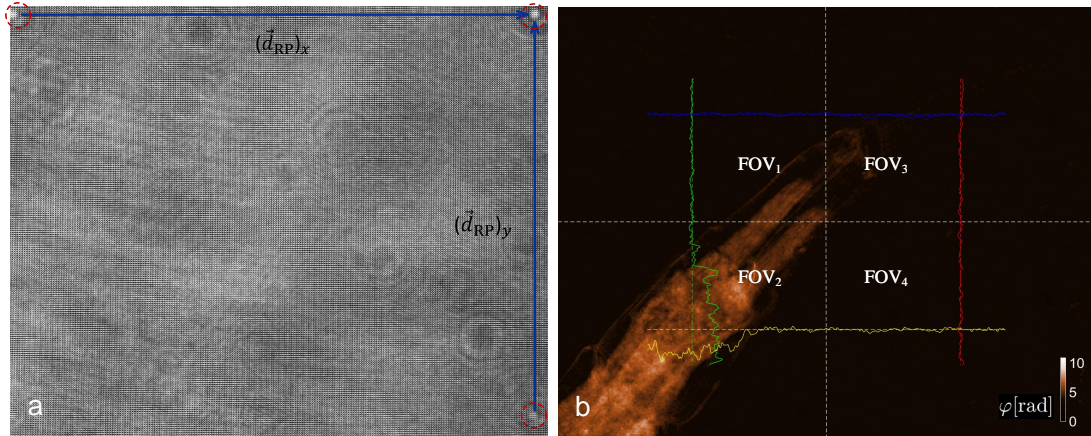 (d⃗_RP)_x
(d⃗_RP)_y
a
FOV₁
FOV₃
FOV₂
FOV₄
b
φ[rad]
10
5
0